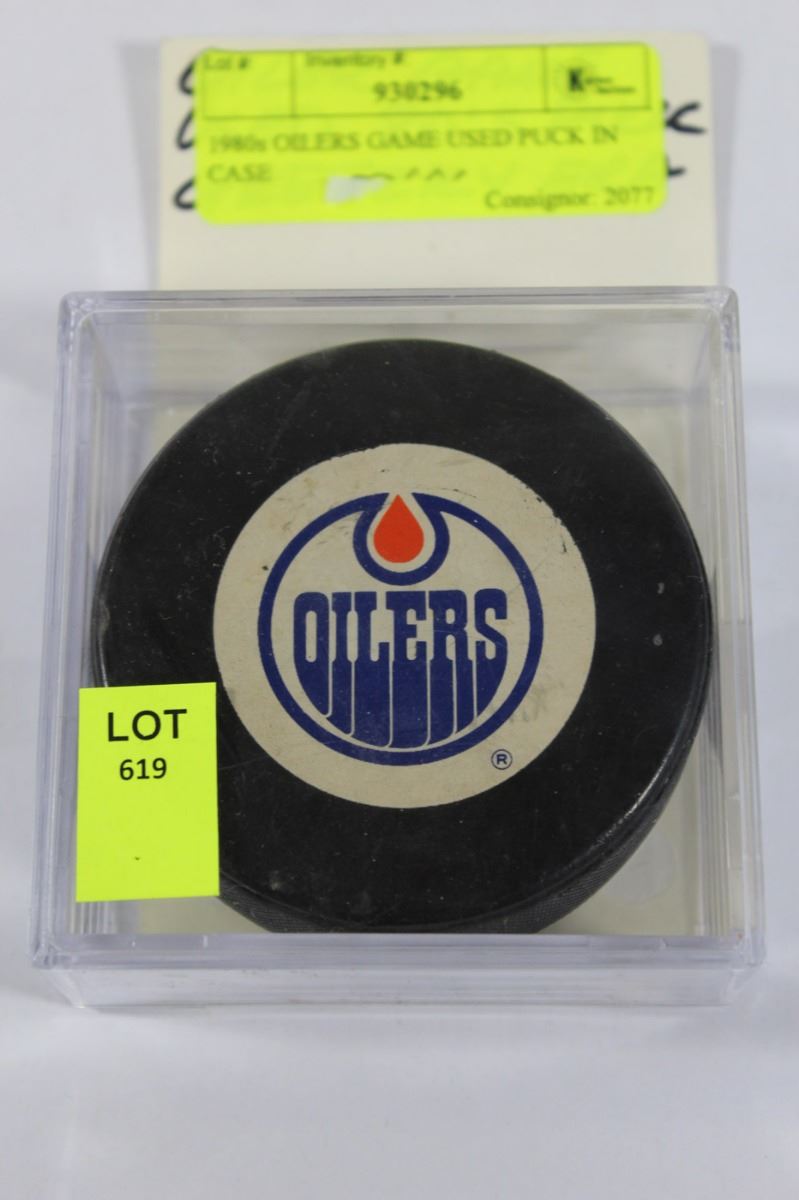 Lot # Inventory #:
930296
1980s OILERS GAME USED PUCK IN
CASE
Consignor: 2077
OILERS
®
LOT
619